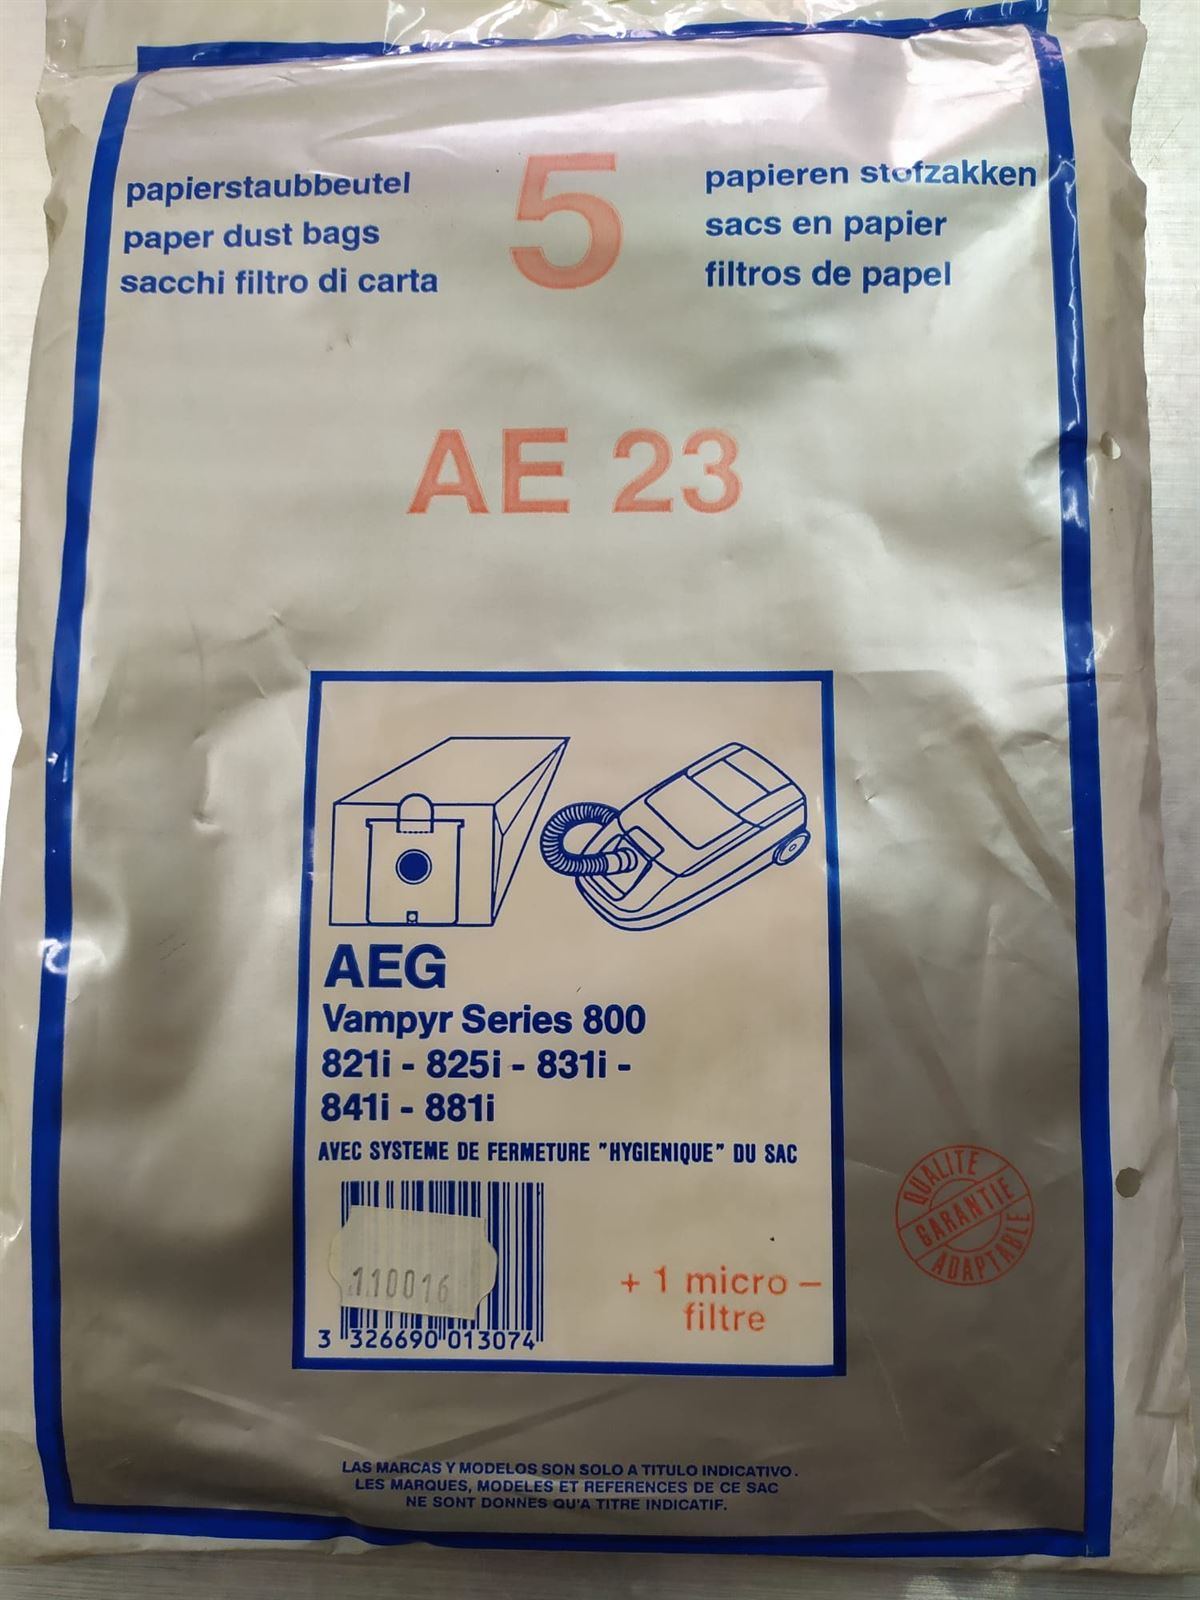 papierstaubbeutel
paper dust bags
sacchi filtro di carta
5
papieren stofzakken
sacs en papier
filtros de papel
AE 23
AEG
Vampyr Series 800
821i - 825i - 831i -
841i - 881i
AVEC SYSTEME DE FERMETURE "HYGIENIQUE" DU SAC
110016
3 326690 013074
+ 1 micro –
filtre
QUALITE
GARANTIE
ADAPTABLE
LAS MARCAS Y MODELOS SON SOLO A TITULO INDICATIVO.
LES MARQUES, MODELES ET REFERENCES DE CE SAC
NE SONT DONNES QU'A TITRE INDICATIF.